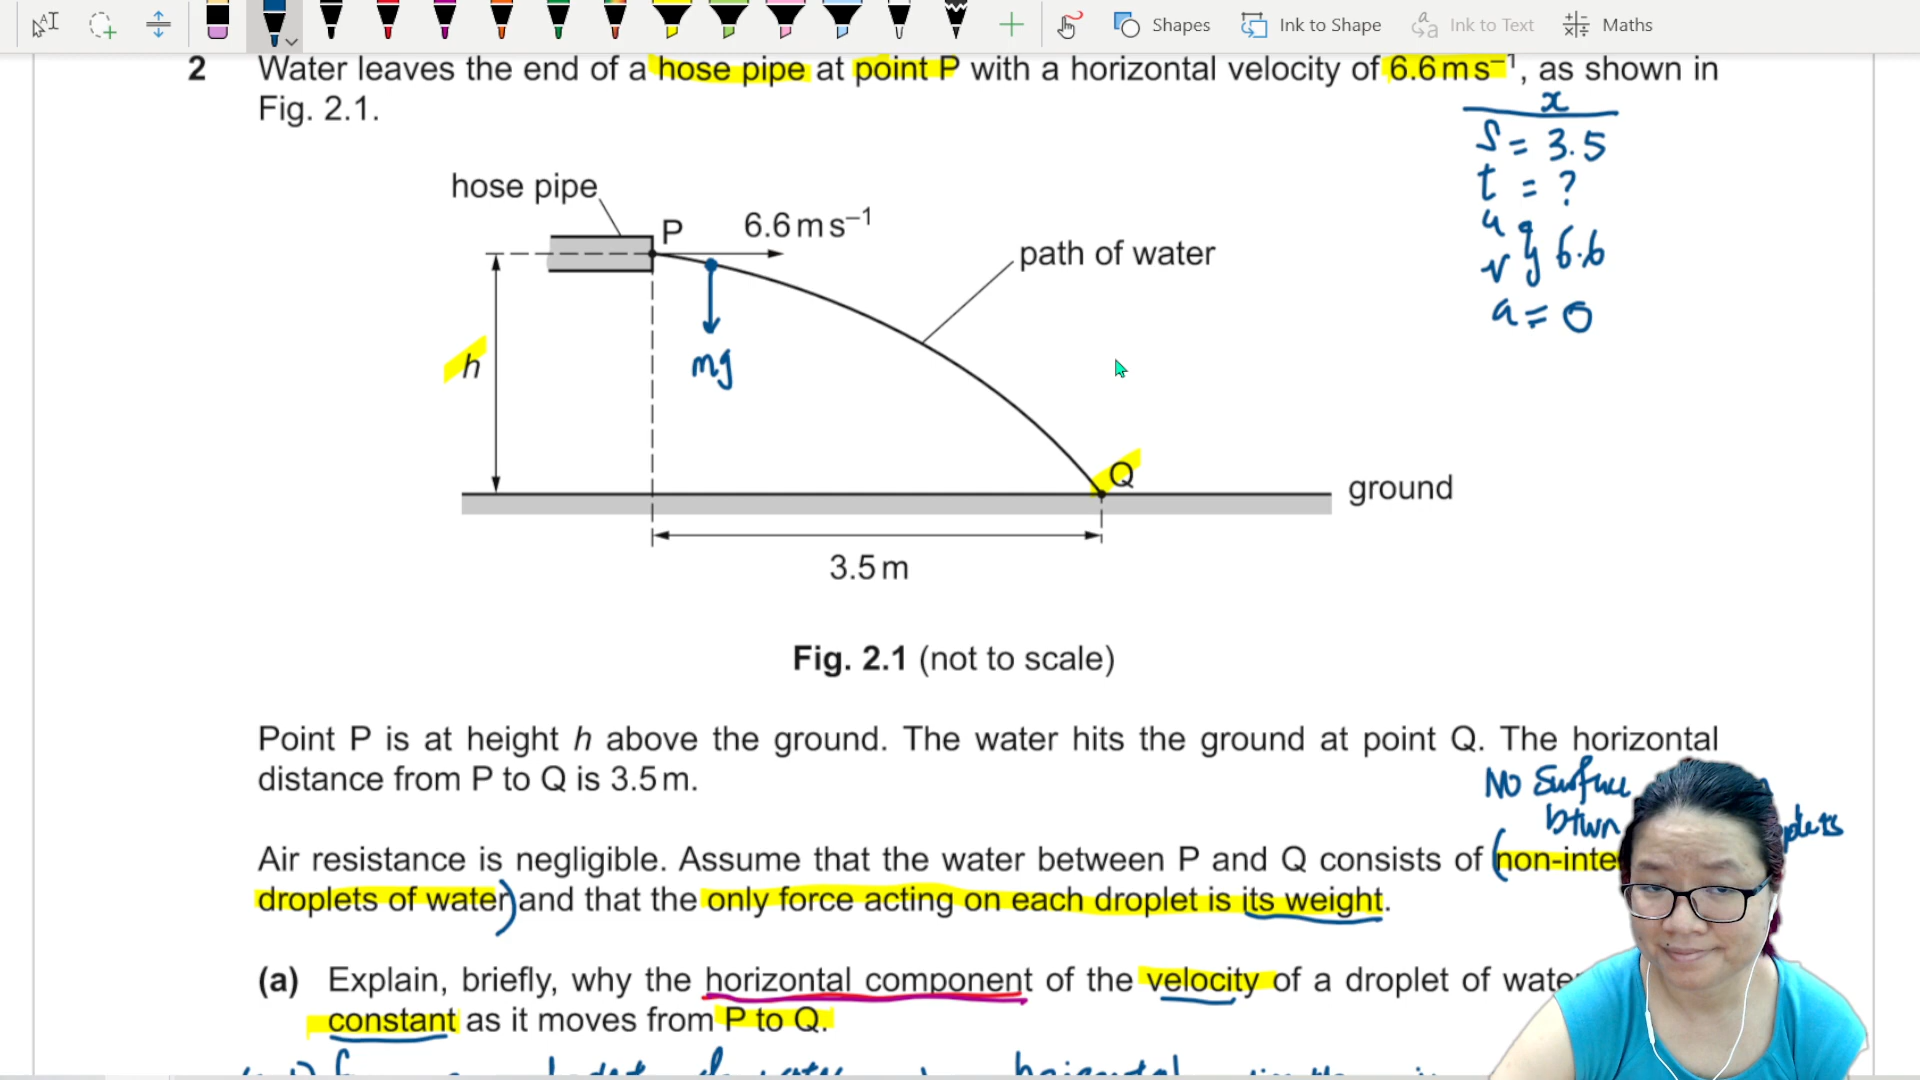 Shapes
Ink to Shape
Ink to Text
Maths
2 Water leaves the end of a hose pipe at point P with a horizontal velocity of 6.6 m s⁻¹, as shown in
Fig. 2.1.
x
s = 3.5
t = ?
u
v } 6.6
a = 0
hose pipe
P
6.6 m s⁻¹
path of water
h
mg
Q
ground
3.5 m
Fig. 2.1 (not to scale)
Point P is at height h above the ground. The water hits the ground at point Q. The horizontal
distance from P to Q is 3.5 m.
No surface
btwn
Air resistance is negligible. Assume that the water between P and Q consists of (non-inte
droplets of water) and that the only force acting on each droplet is its weight.
(a) Explain, briefly, why the horizontal component of the velocity of a droplet of wate
constant as it moves from P to Q.